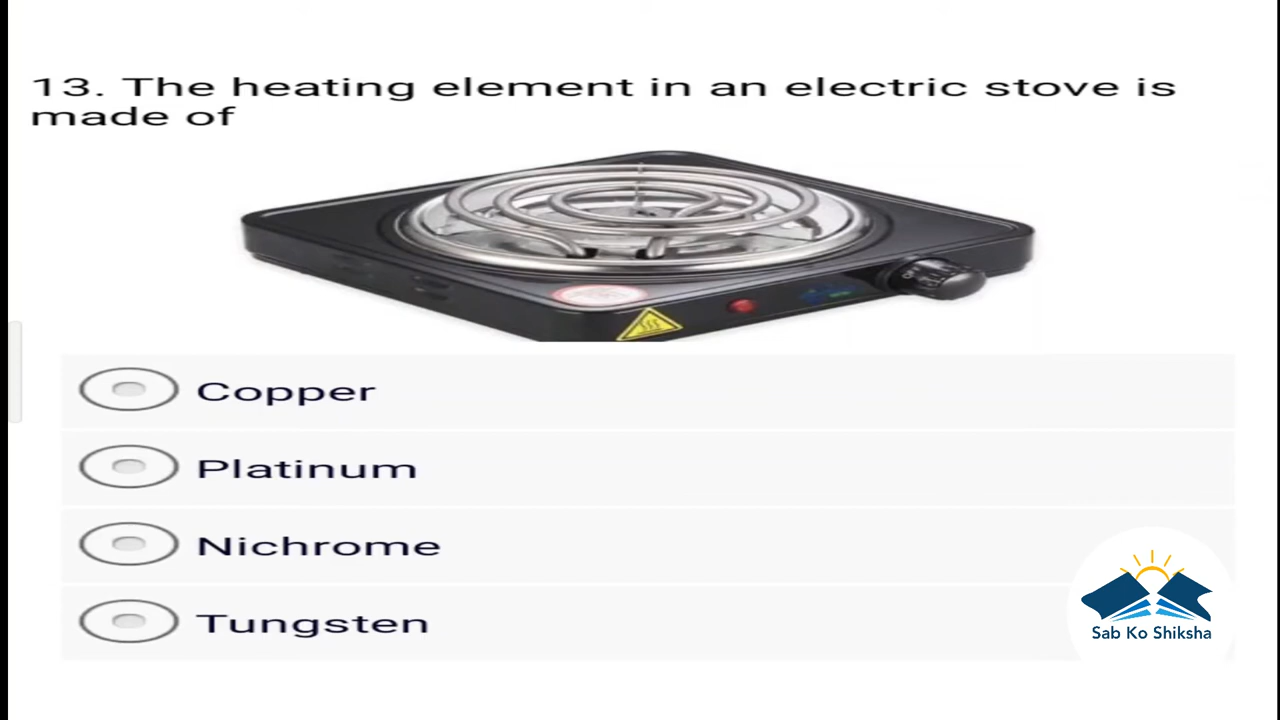 13. The heating element in an electric stove is
made of
Copper
Platinum
Nichrome
Tungsten
Sab Ko Shiksha